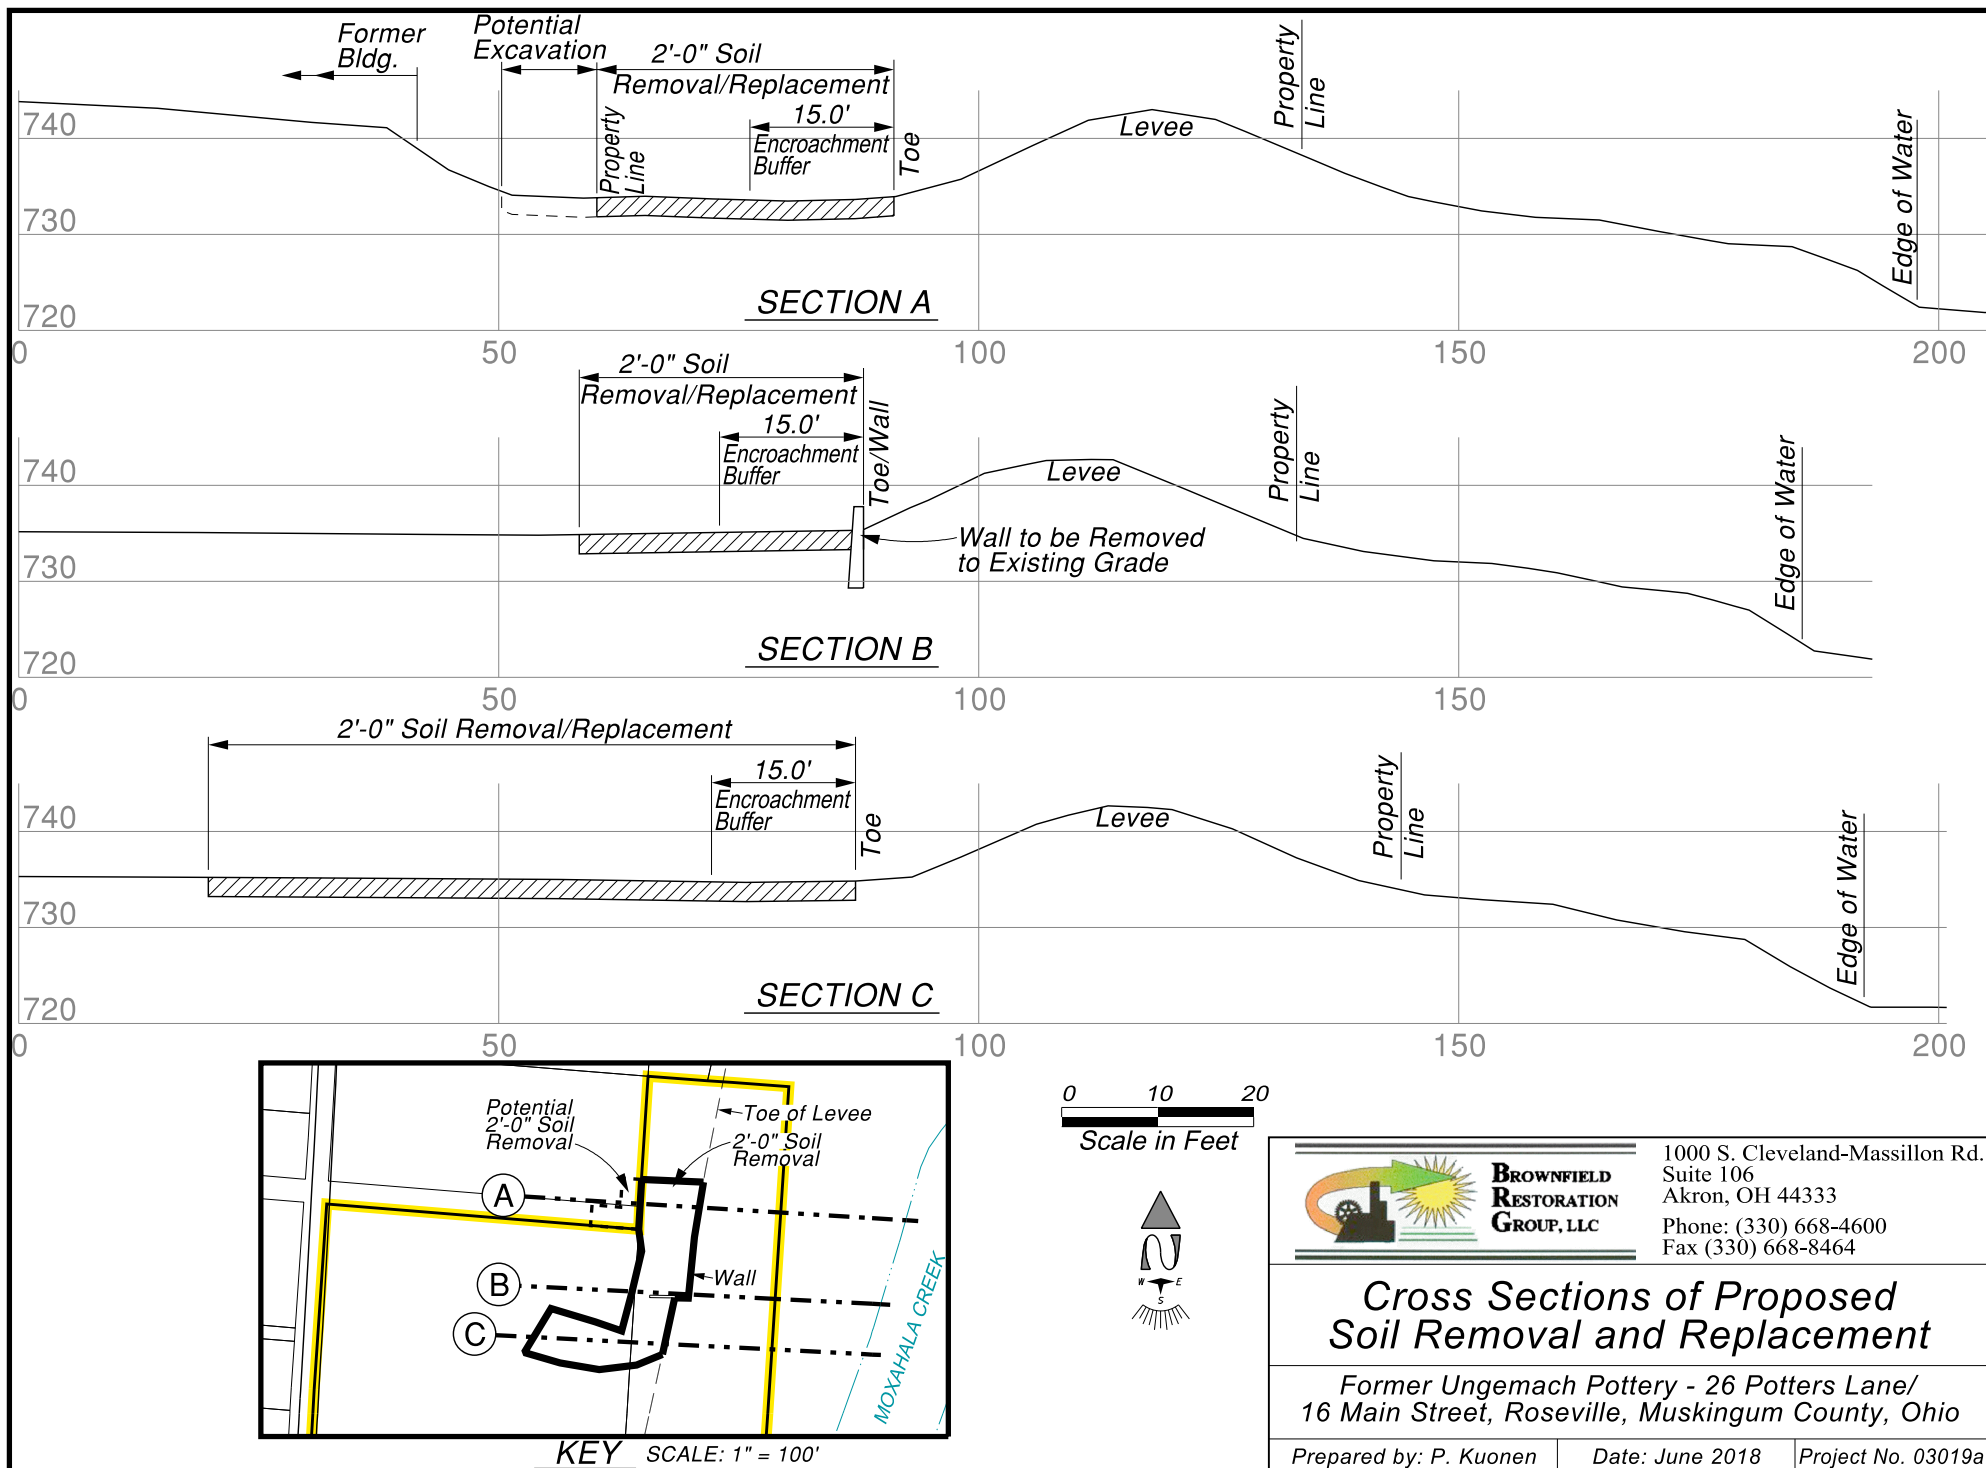 Former
Bldg.
Potential
Excavation
2'-0" Soil
Removal/Replacement
15.0'
Encroachment
Buffer
Property
Line
Toe
Levee
Property
Line
Edge of Water
740
730
720
SECTION A
0 50 100 150 200
2'-0" Soil
Removal/Replacement
15.0'
Encroachment
Buffer
Toe/Wall
Levee
Property
Line
Edge of Water
Wall to be Removed
to Existing Grade
740
730
720
SECTION B
0 50 100 150
2'-0" Soil Removal/Replacement
15.0'
Encroachment
Buffer
Toe
Levee
Property
Line
Edge of Water
740
730
720
SECTION C
0 50 100 150 200
Potential
2'-0" Soil
Removal
Toe of Levee
2'-0" Soil
Removal
A
B
C
Wall
MOXAHALA CREEK
KEY SCALE: 1" = 100'
0 10 20
Scale in Feet
W E
S
BROWNFIELD
RESTORATION
GROUP, LLC
1000 S. Cleveland-Massillon Rd.
Suite 106
Akron, OH 44333
Phone: (330) 668-4600
Fax (330) 668-8464
Cross Sections of Proposed
Soil Removal and Replacement
Former Ungemach Pottery - 26 Potters Lane/
16 Main Street, Roseville, Muskingum County, Ohio
Prepared by: P. Kuonen
Date: June 2018
Project No. 03019a